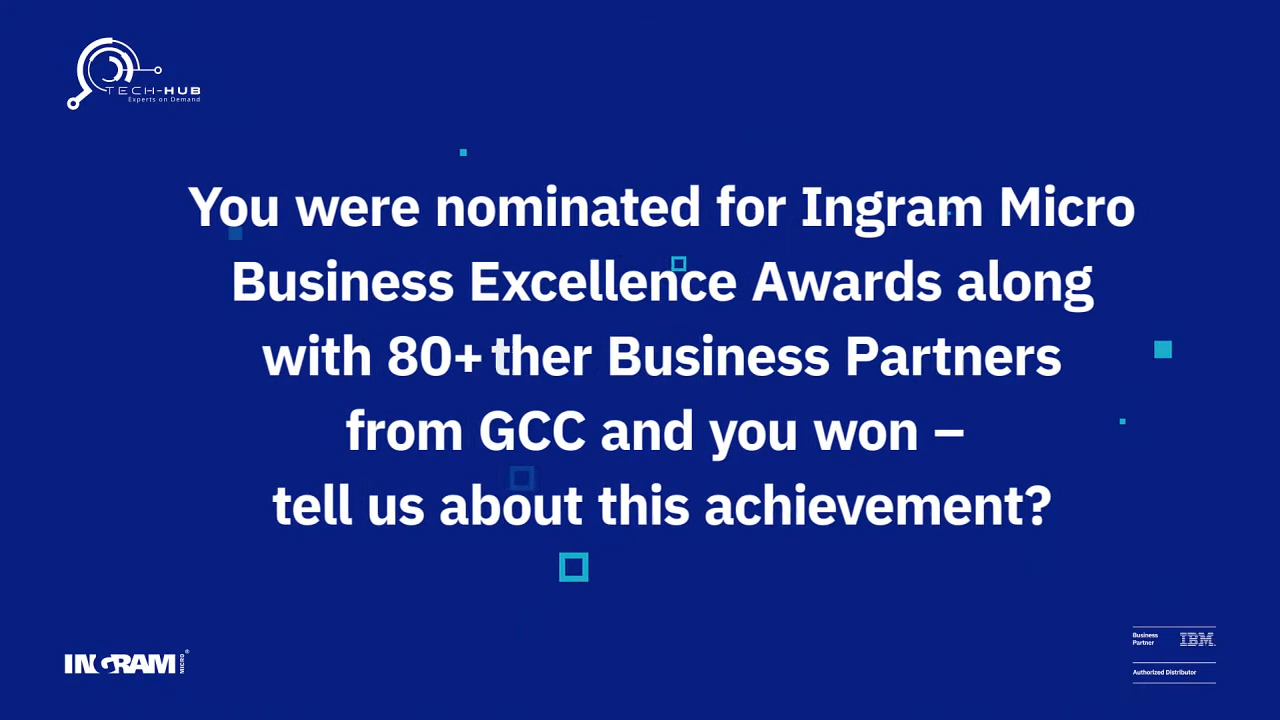 TECH-HUB
Experts on Demand
You were nominated for Ingram Micro
Business Excellence Awards along
with 80+ ther Business Partners
from GCC and you won –
tell us about this achievement?
INGRAM MICRO®
Business
Partner
IBM
Authorized Distributor